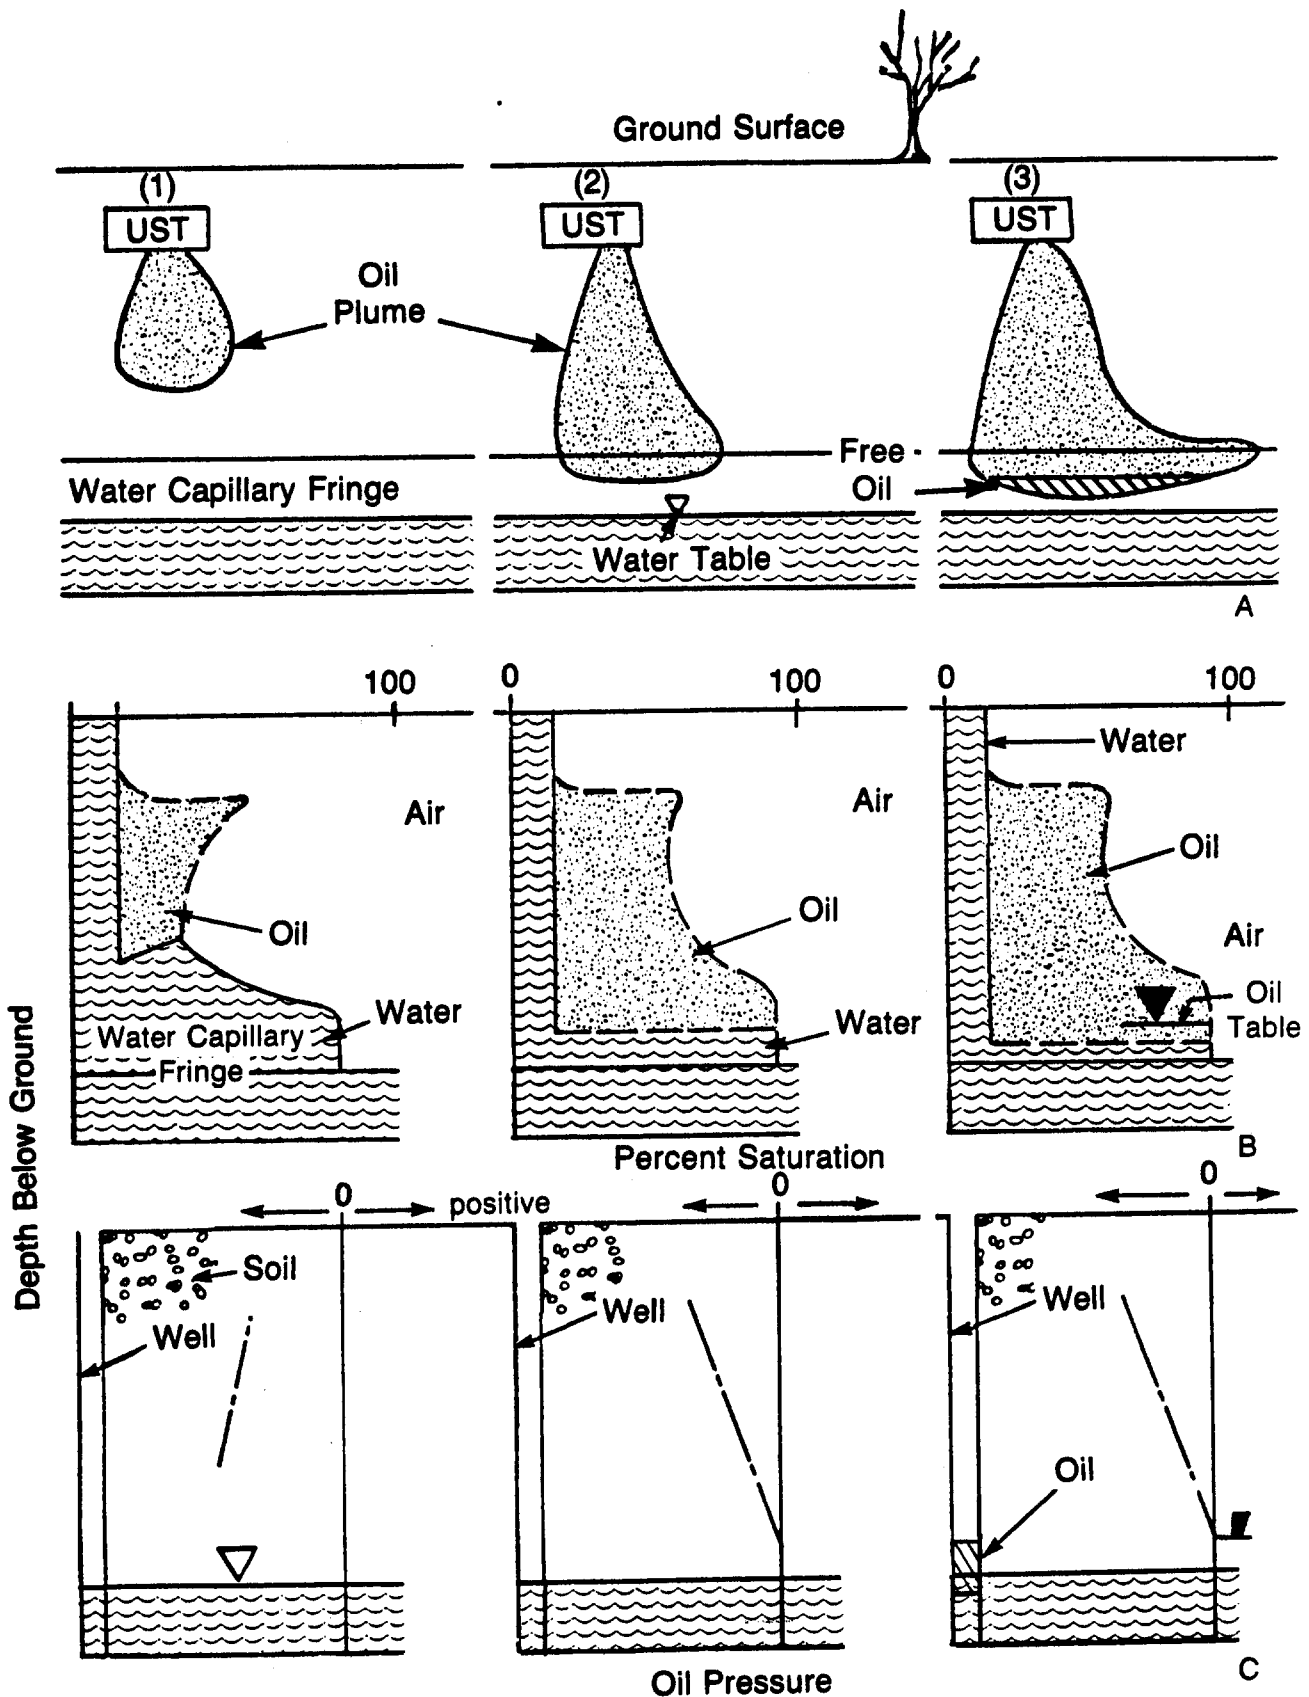 Ground Surface
(1)
(2)
(3)
UST
UST
UST
Oil
Plume
Free
Oil
Water Capillary Fringe
Water Table
A
100
0
100
0
100
Water
Air
Air
Oil
Oil
Oil
Air
Oil
Table
Water
Water
Water Capillary
Fringe
Depth Below Ground
Percent Saturation
B
0
positive
0
0
Soil
Well
Well
Well
Oil
Oil Pressure
C